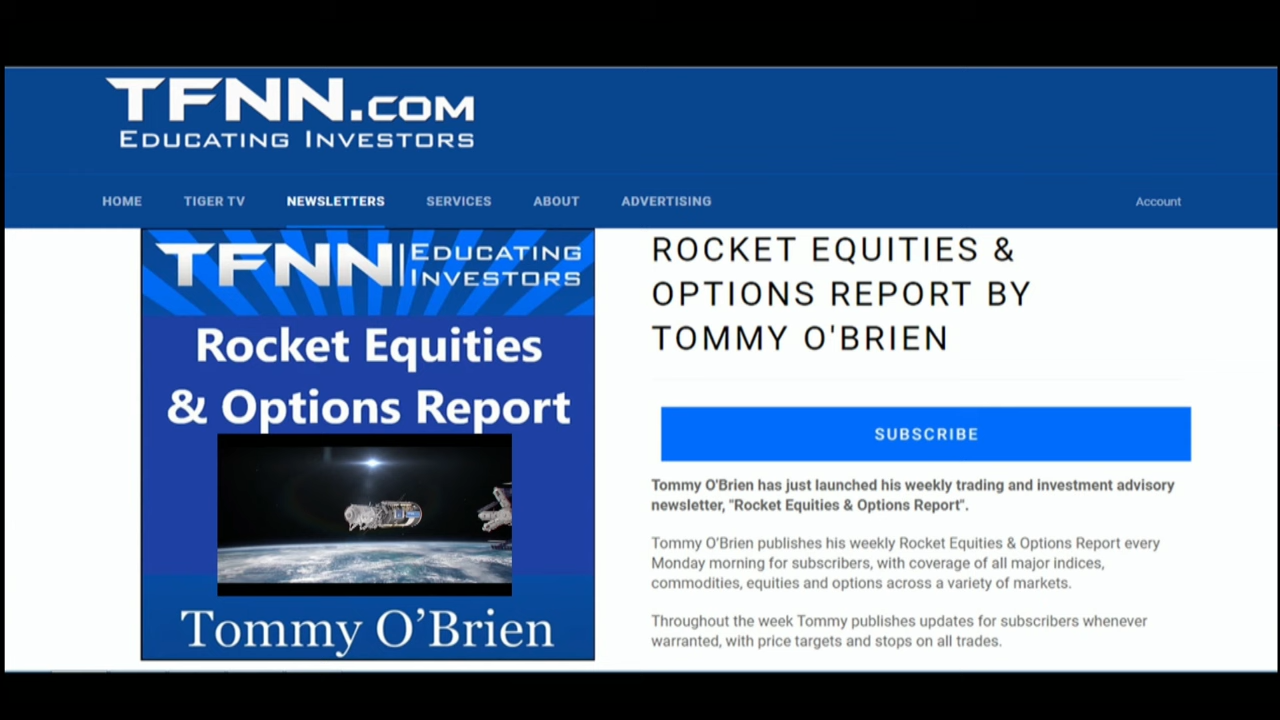 TFNN.COM
EDUCATING INVESTORS
HOME TIGER TV NEWSLETTERS SERVICES ABOUT ADVERTISING Account
TFNN | EDUCATING
INVESTORS
Rocket Equities
& Options Report
Tommy O’Brien
ROCKET EQUITIES &
OPTIONS REPORT BY
TOMMY O'BRIEN
SUBSCRIBE
Tommy O'Brien has just launched his weekly trading and investment advisory
newsletter, "Rocket Equities & Options Report".
Tommy O'Brien publishes his weekly Rocket Equities & Options Report every
Monday morning for subscribers, with coverage of all major indices,
commodities, equities and options across a variety of markets.
Throughout the week Tommy publishes updates for subscribers whenever
warranted, with price targets and stops on all trades.